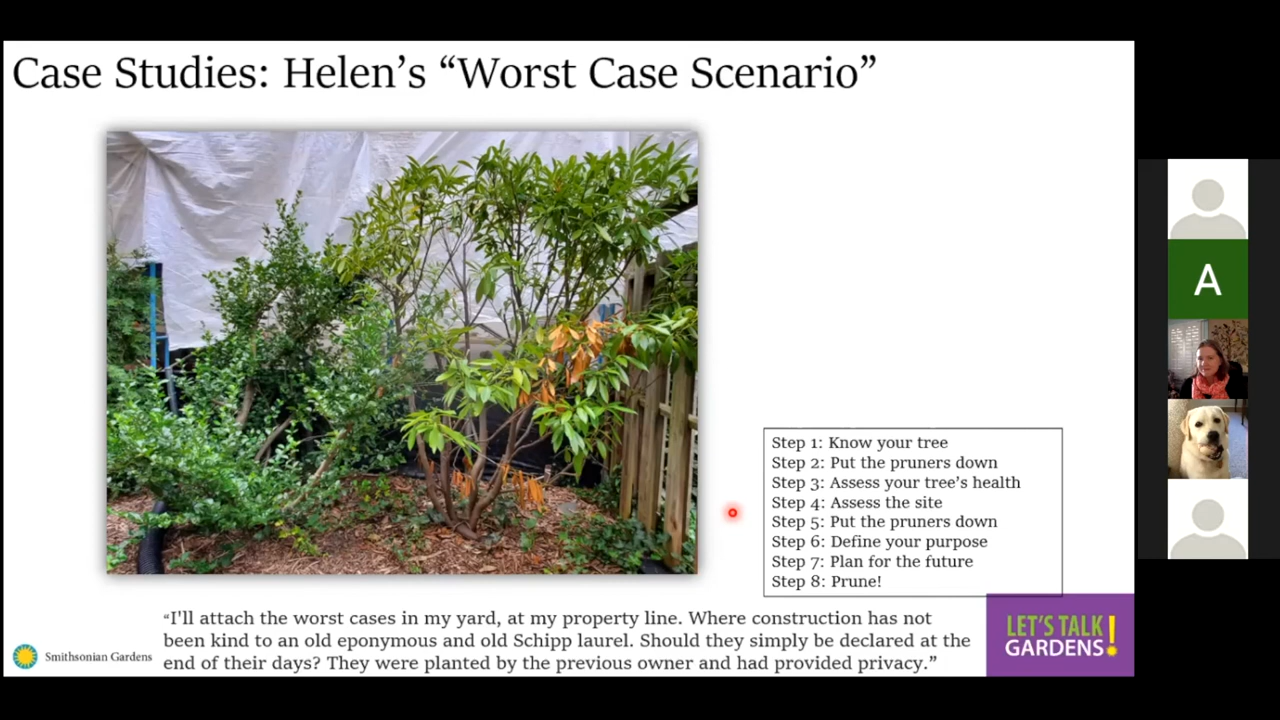 Case Studies: Helen's “Worst Case Scenario”
A
Step 1: Know your tree
Step 2: Put the pruners down
Step 3: Assess your tree's health
Step 4: Assess the site
Step 5: Put the pruners down
Step 6: Define your purpose
Step 7: Plan for the future
Step 8: Prune!
“I'll attach the worst cases in my yard, at my property line. Where construction has not
been kind to an old eponymous and old Schipp laurel. Should they simply be declared at the
end of their days? They were planted by the previous owner and had provided privacy.”
Smithsonian Gardens
LET'S TALK
GARDENS!